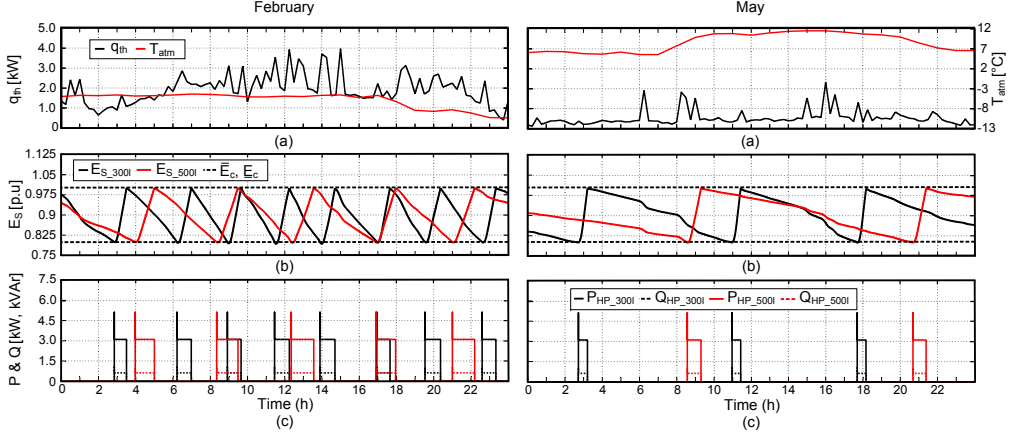 February
May
5.0
4.0
3.0
2.0
1.0
0
q_th [kW]
q_th T_atm
12
7
2
-3
-8
-13
T_atm [°C]
(a)
(a)
1.125
1.05
0.975
0.9
0.825
0.75
E_S [p.u]
E_S_300l E_S_500l E̅_c, E̲_c
(b)
(b)
7.5
6.0
4.5
3.0
1.5
0
P & Q [kW, kVAr]
P_HP_300l Q_HP_300l P_HP_500l Q_HP_500l
0 2 4 6 8 10 12 14 16 18 20 22
0 2 4 6 8 10 12 14 16 18 20 22
Time (h)
Time (h)
(c)
(c)